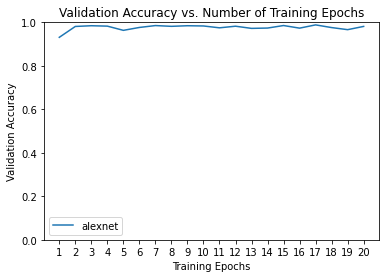 Validation Accuracy vs. Number of Training Epochs
1.0
0.8
0.6
0.4
0.2
0.0
Validation Accuracy
alexnet
1 2 3 4 5 6 7 8 9 10 11 12 13 14 15 16 17 18 19 20
Training Epochs